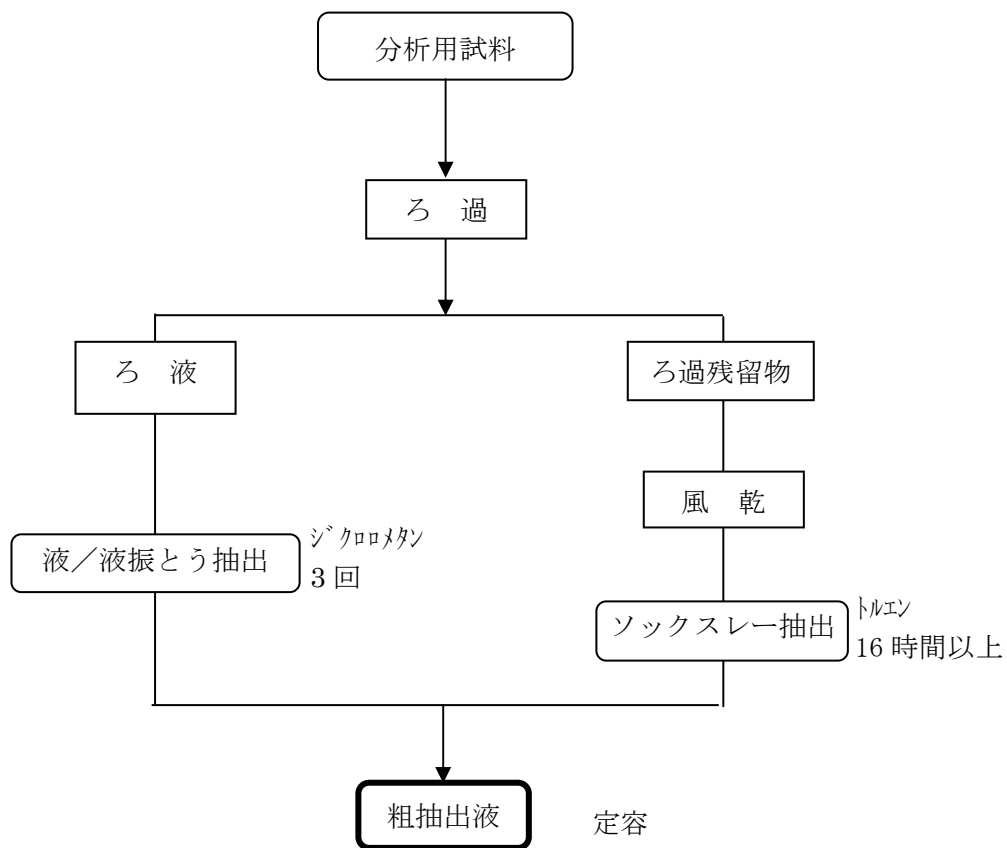 分析用試料
ろ　過
ろ　液
ろ過残留物
風　乾
液／液振とう抽出
ｼﾞｸﾛﾛﾒﾀﾝ
3 回
ソックスレー抽出
ﾄﾙｴﾝ
16 時間以上
粗抽出液
定容